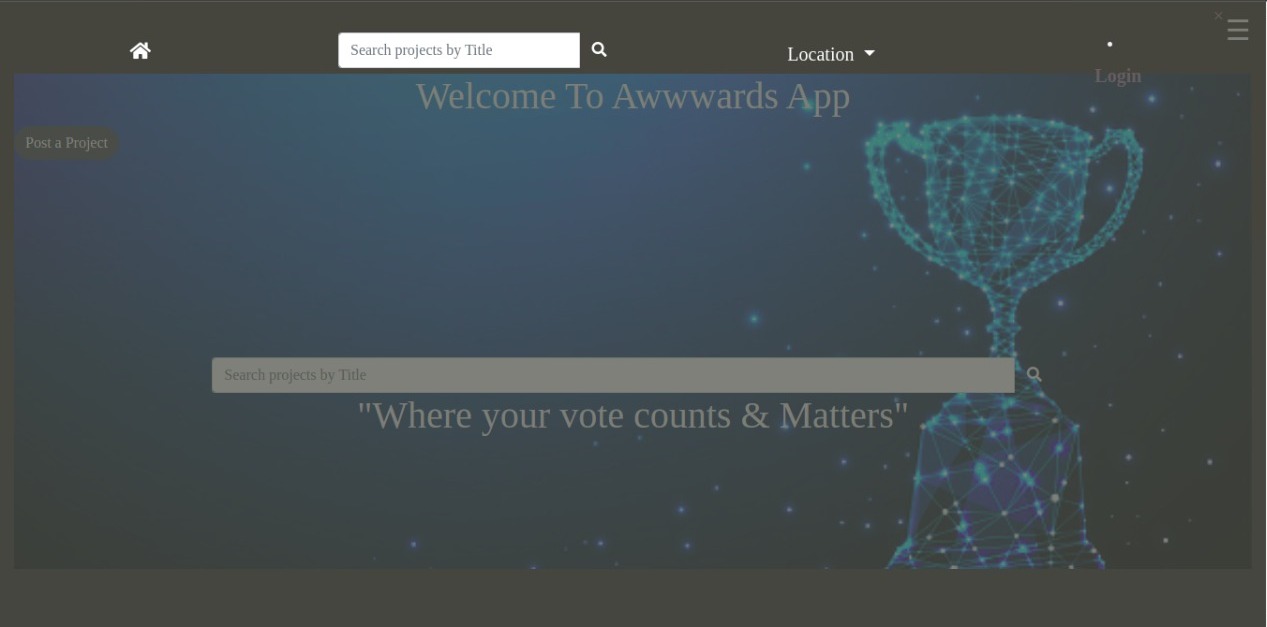 ×
☰
Search projects by Title
Location
Login
Welcome To Awwwards App
Post a Project
Search projects by Title
"Where your vote counts & Matters"